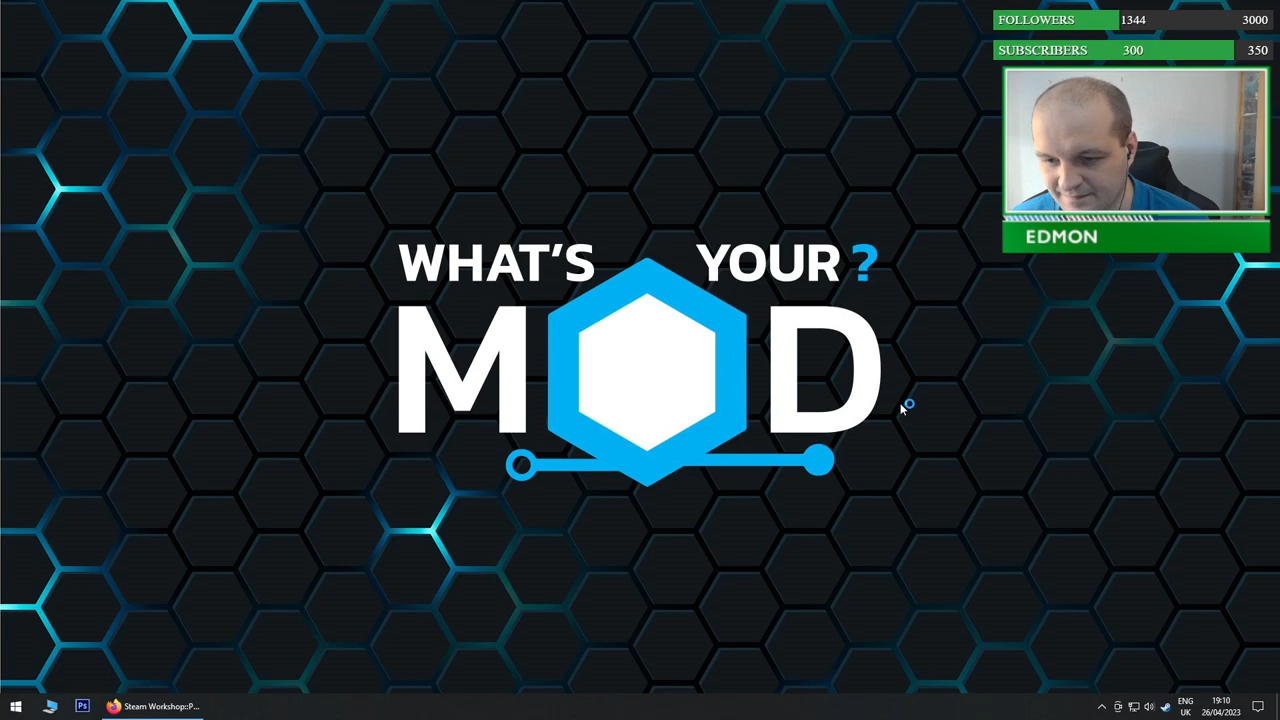 FOLLOWERS 1344 3000
SUBSCRIBERS 300 350
EDMON
WHAT'S YOUR?
MOD
Ps
Steam Workshop::P...
ENG
UK
19:10
26/04/2023